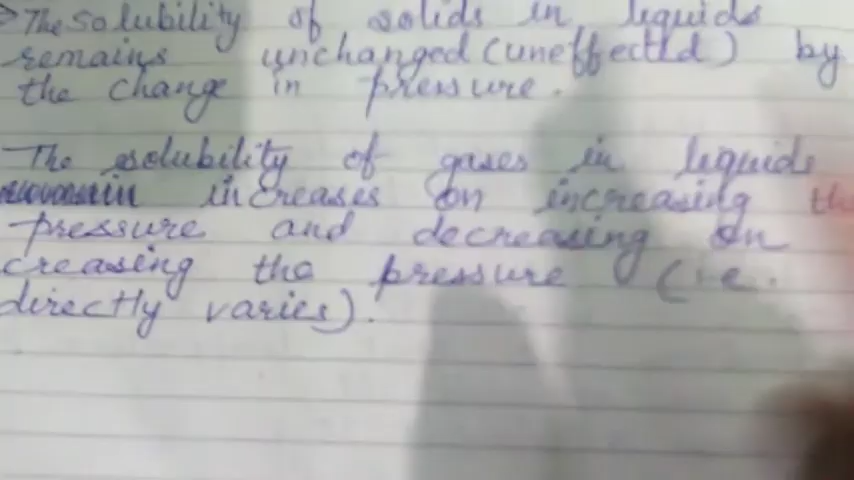 The solubility of solids in liquids
remains unchanged (uneffected) by
the change in pressure.
The solubility of gases in liquids
increases on increasing the
pressure and decreasing on
creasing the pressure (i.e.
directly varies).